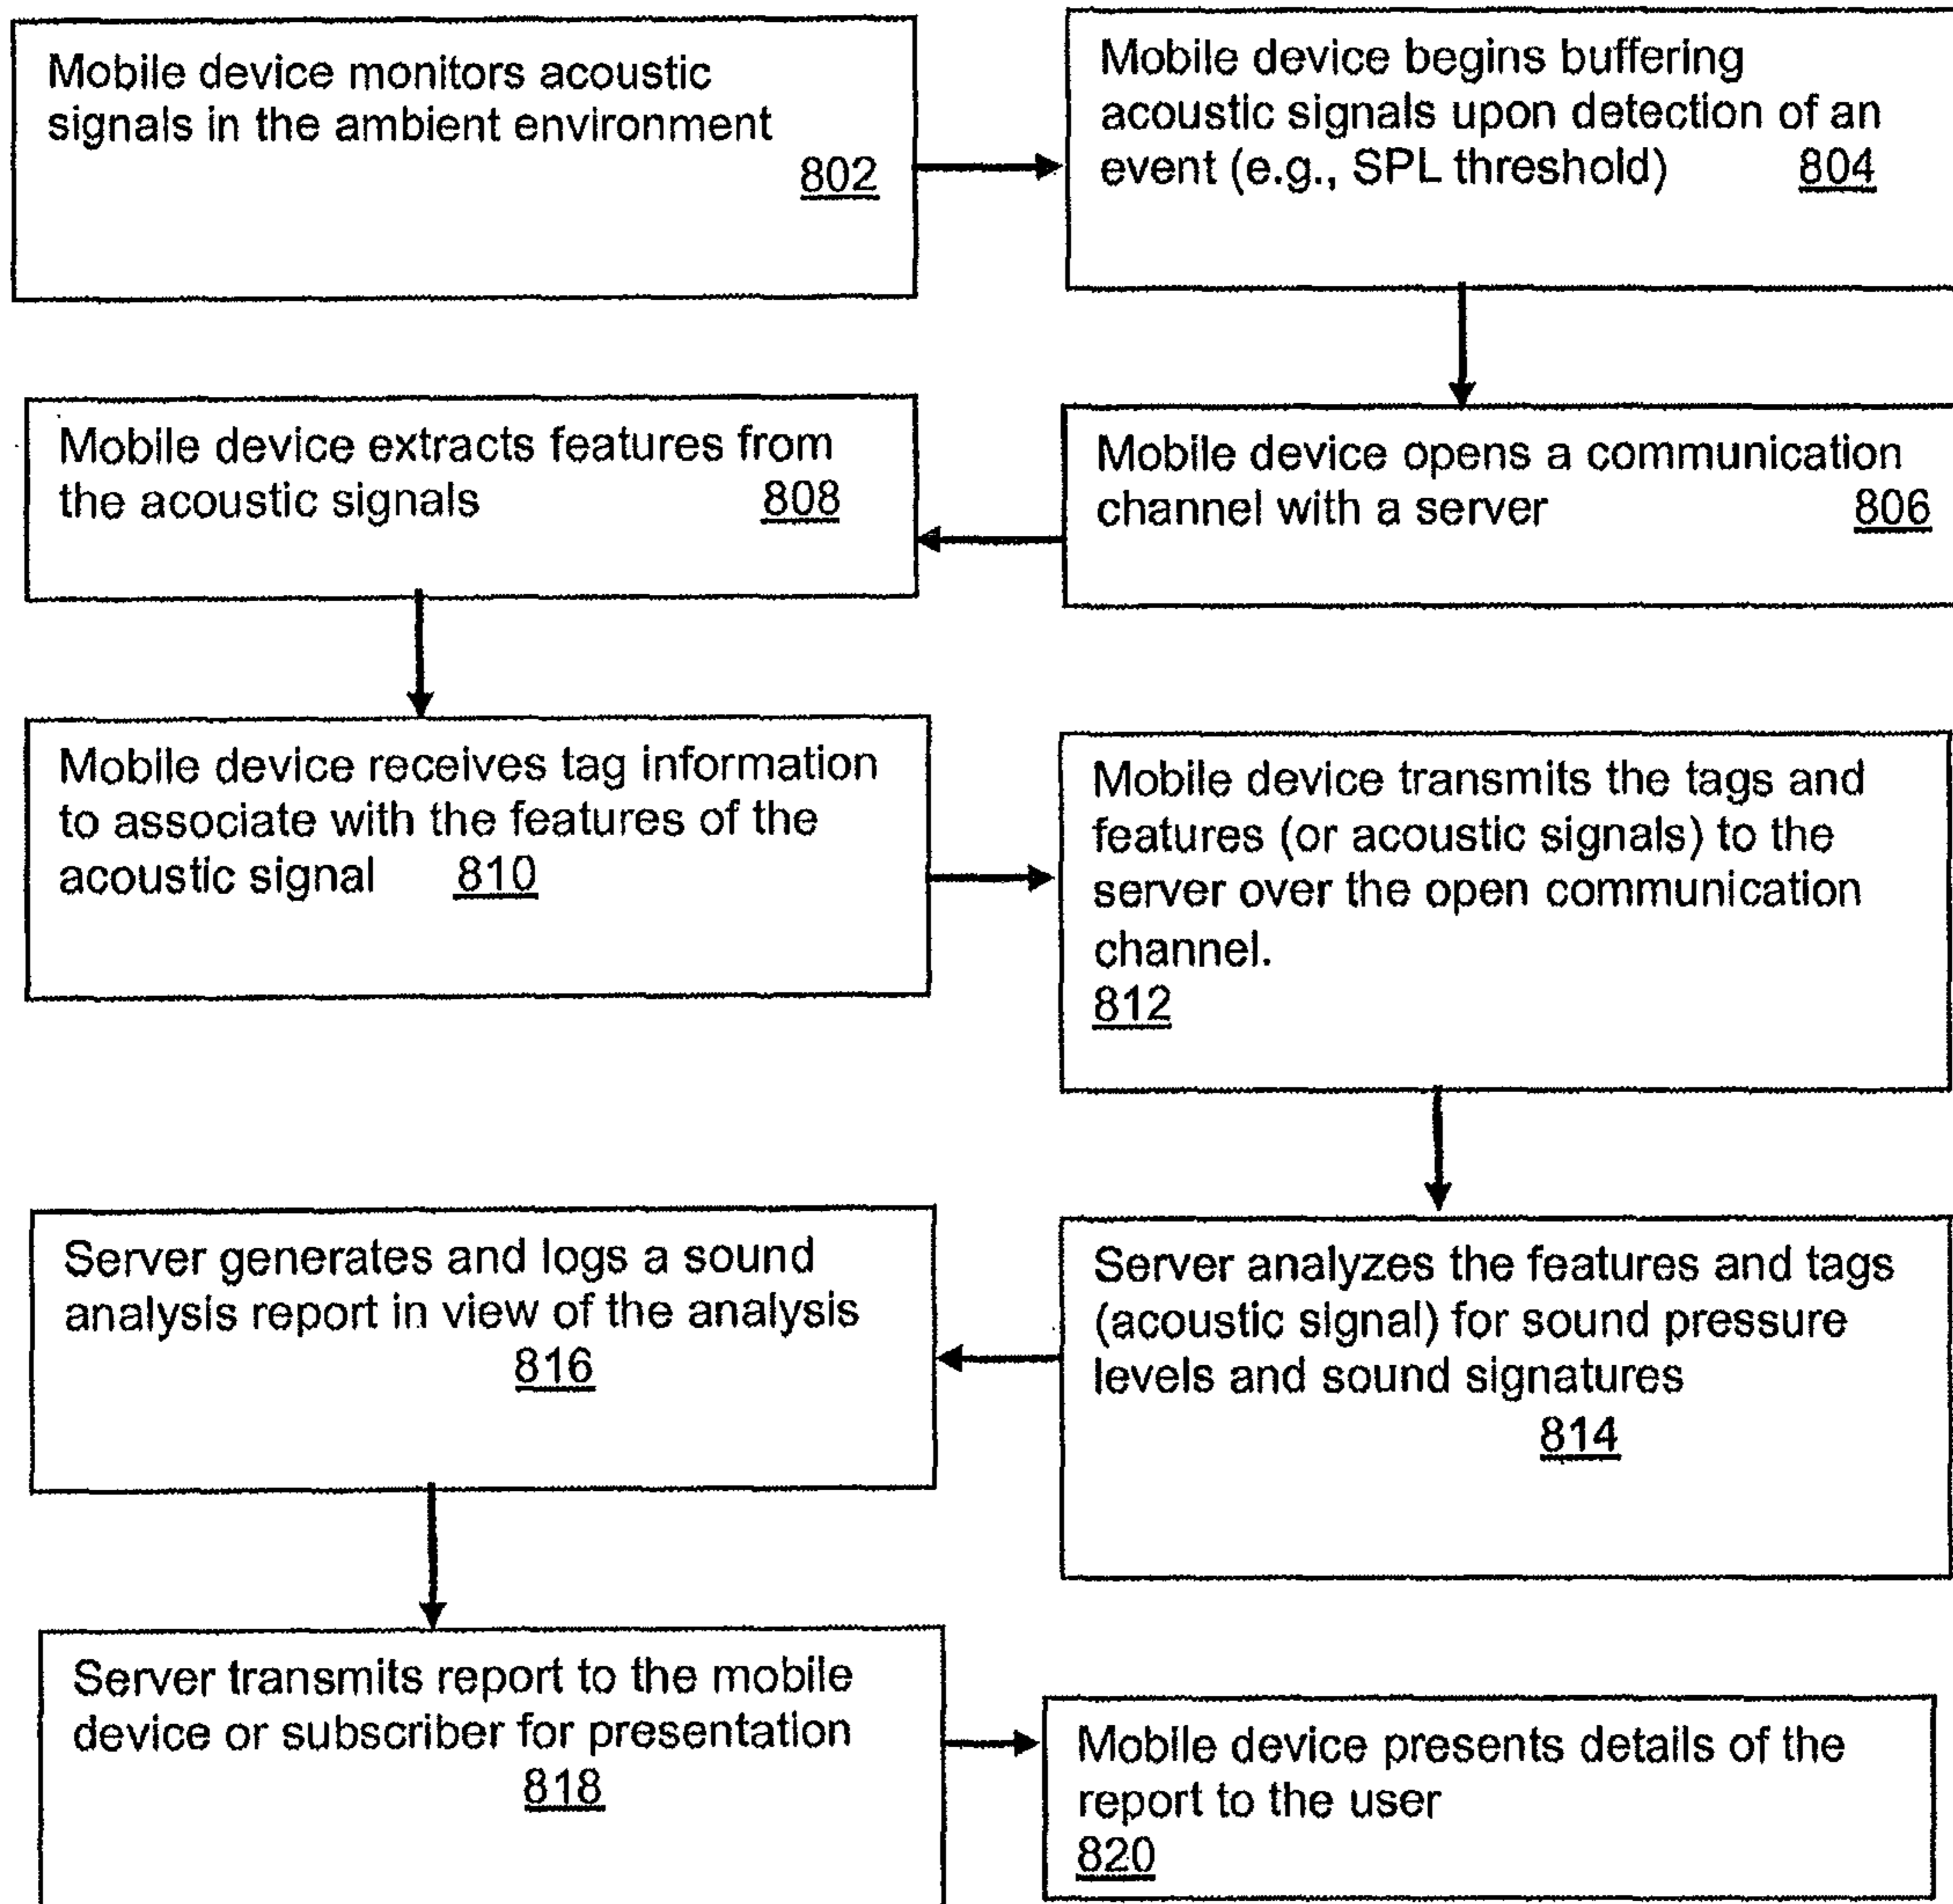 Mobile device monitors acoustic
signals in the ambient environment
802
Mobile device begins buffering
acoustic signals upon detection of an
event (e.g., SPL threshold) 804
Mobile device opens a communication
channel with a server 806
Mobile device extracts features from
the acoustic signals 808
Mobile device receives tag information
to associate with the features of the
acoustic signal 810
Mobile device transmits the tags and
features (or acoustic signals) to the
server over the open communication
channel.
812
Server analyzes the features and tags
(acoustic signal) for sound pressure
levels and sound signatures
814
Server generates and logs a sound
analysis report in view of the analysis
816
Server transmits report to the mobile
device or subscriber for presentation
818
Mobile device presents details of the
report to the user
820